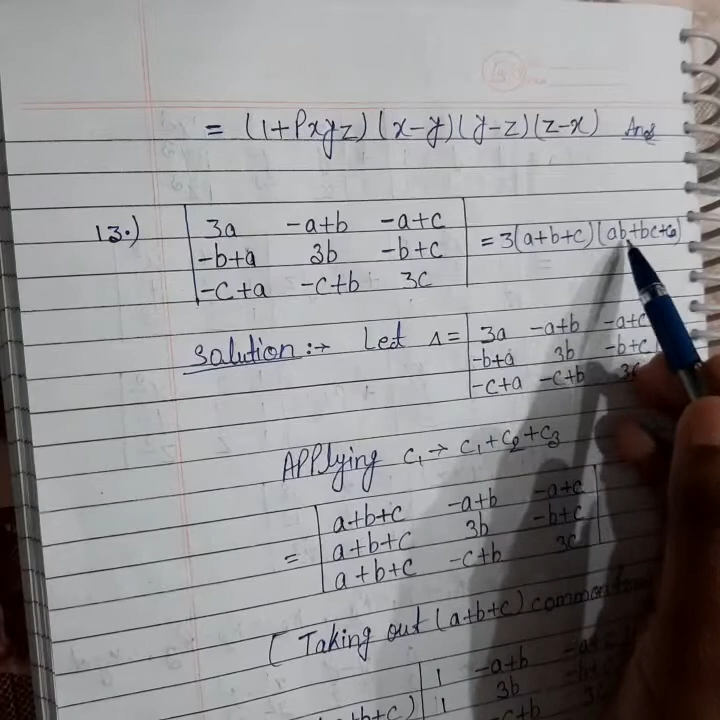 = (1+Pxyz) (x-y) (y-z) (z-x) Ans
13.) | 3a -a+b -a+c |
| -b+a 3b -b+c | = 3(a+b+c)(ab+bc+
| -c+a -c+b 3c |
Solution :→ Let Δ = | 3a -a+b -a+c
| -b+a 3b -b+c
| -c+a -c+b
APPlying C₁ → C₁ + C₂ + C₃
| a+b+c -a+b -a+c |
= | a+b+c 3b -b+c |
| a+b+c -c+b 3c |
[ Taking out (a+b+c) common
| 1 -a+b
| 1 3b
-c+b